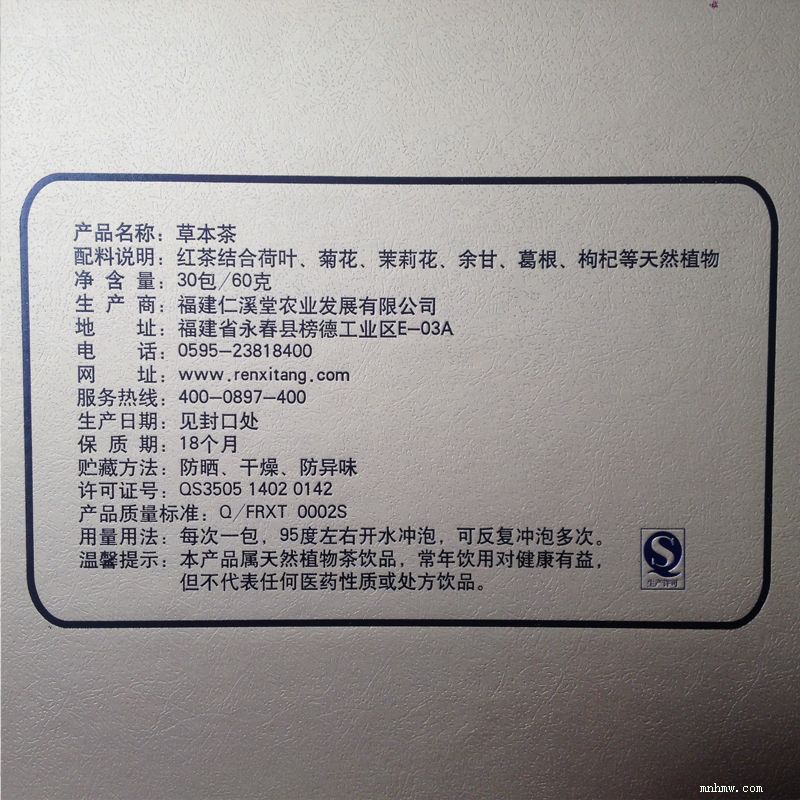 产品名称：草本茶
配料说明：红茶结合荷叶、菊花、茉莉花、余甘、葛根、枸杞等天然植物
净含量：30包/60克
生产商：福建仁溪堂农业发展有限公司
地址：福建省永春县榜德工业区E-03A
电话：0595-23818400
网址：www.renxitang.com
服务热线：400-0897-400
生产日期：见封口处
保质期：18个月
贮藏方法：防晒、干燥、防异味
许可证号：QS3505 1402 0142
产品质量标准：Q/FRXT 0002S
用量用法：每次一包，95度左右开水冲泡，可反复冲泡多次。
温馨提示：本产品属天然植物茶饮品，常年饮用对健康有益，
但不代表任何医药性质或处方饮品。
QS
生产许可
mnhmw.com